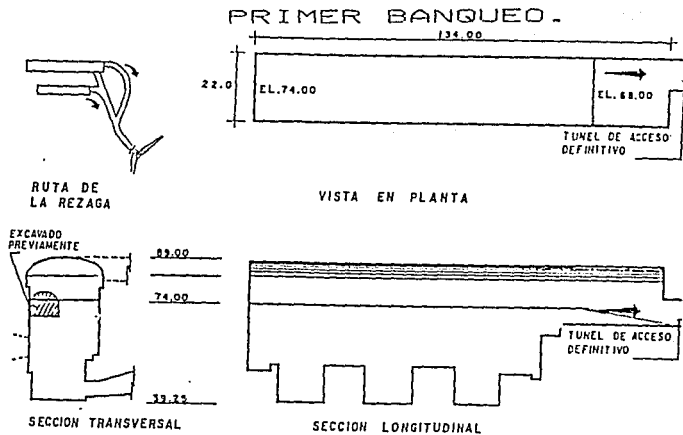 PRIMER BANQUEO.
134.00
22.0
EL.74.00
EL.68.00
TUNEL DE ACCESO
DEFINITIVO
RUTA DE
LA REZAGA
VISTA EN PLANTA
EXCAVADO
PREVIAMENTE
89.00
74.00
39.25
TUNEL DE ACCESO
DEFINITIVO
SECCION TRANSVERSAL
SECCION LONGITUDINAL